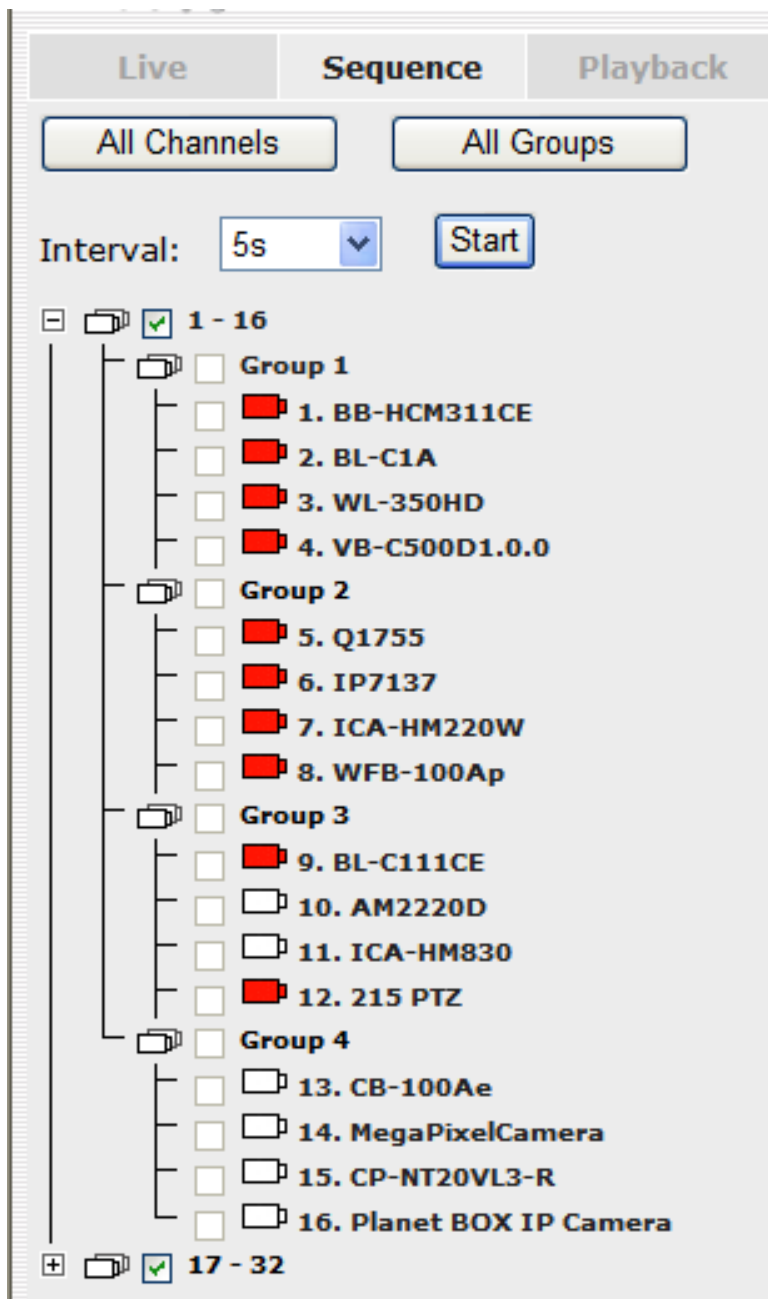 Live Sequence Playback
All Channels All Groups
Interval: 5s Start
1 - 16
Group 1
1. BB-HCM311CE
2. BL-C1A
3. WL-350HD
4. VB-C500D1.0.0
Group 2
5. Q1755
6. IP7137
7. ICA-HM220W
8. WFB-100Ap
Group 3
9. BL-C111CE
10. AM2220D
11. ICA-HM830
12. 215 PTZ
Group 4
13. CB-100Ae
14. MegaPixelCamera
15. CP-NT20VL3-R
16. Planet BOX IP Camera
17 - 32